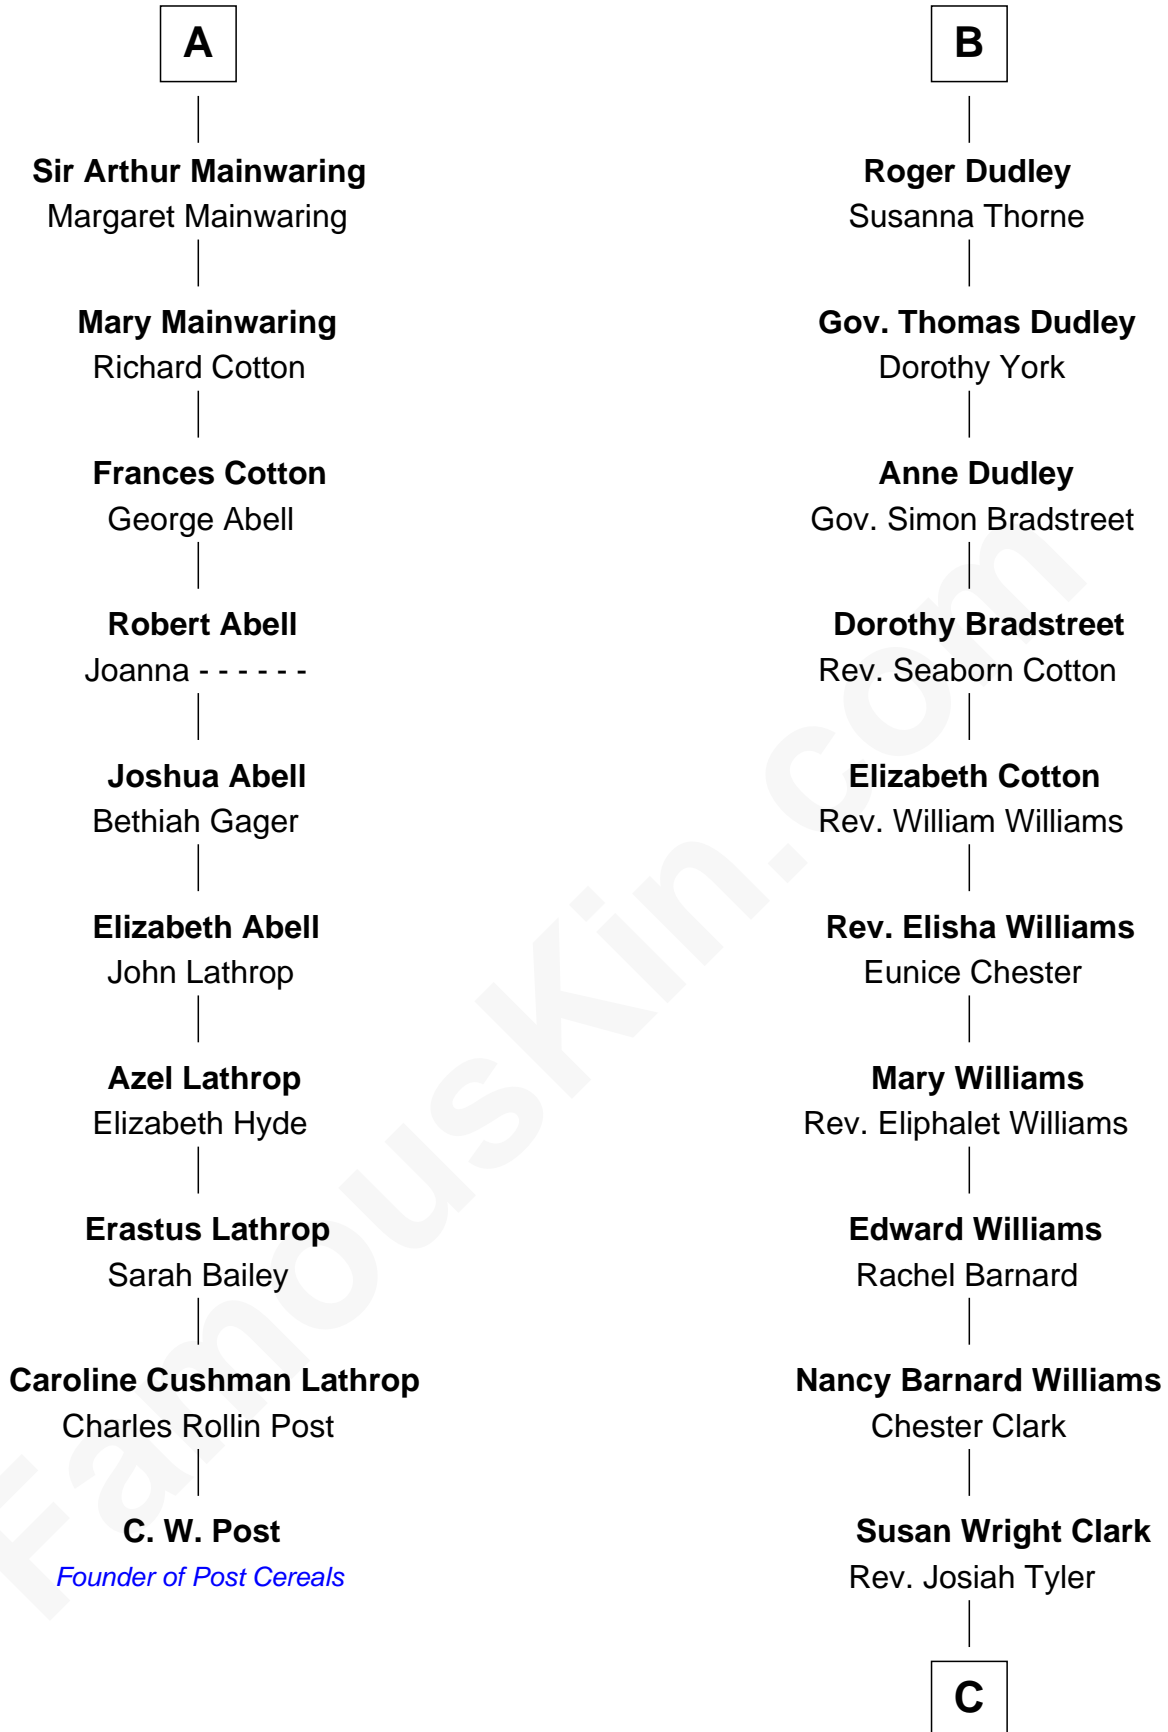 A
Sir Arthur Mainwaring
Margaret Mainwaring
Mary Mainwaring
Richard Cotton
Frances Cotton
George Abell
Robert Abell
Joanna - - - - - -
Joshua Abell
Bethiah Gager
Elizabeth Abell
John Lathrop
Azel Lathrop
Elizabeth Hyde
Erastus Lathrop
Sarah Bailey
Caroline Cushman Lathrop
Charles Rollin Post
C. W. Post
Founder of Post Cereals
B
Roger Dudley
Susanna Thorne
Gov. Thomas Dudley
Dorothy York
Anne Dudley
Gov. Simon Bradstreet
Dorothy Bradstreet
Rev. Seaborn Cotton
Elizabeth Cotton
Rev. William Williams
Rev. Elisha Williams
Eunice Chester
Mary Williams
Rev. Eliphalet Williams
Edward Williams
Rachel Barnard
Nancy Barnard Williams
Chester Clark
Susan Wright Clark
Rev. Josiah Tyler
C
FamousKin.com